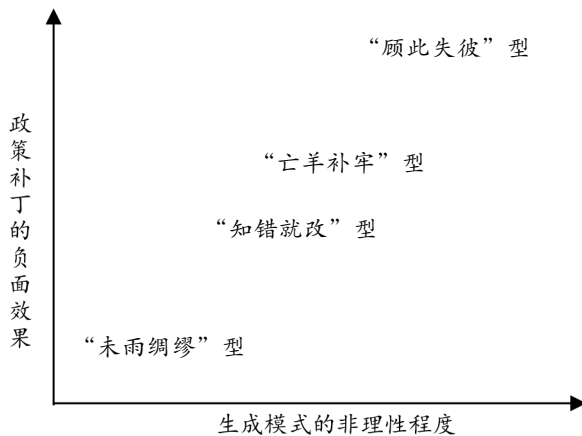 “顾此失彼”型
“亡羊补牢”型
“知错就改”型
“未雨绸缪”型
政策补丁的负面效果
生成模式的非理性程度